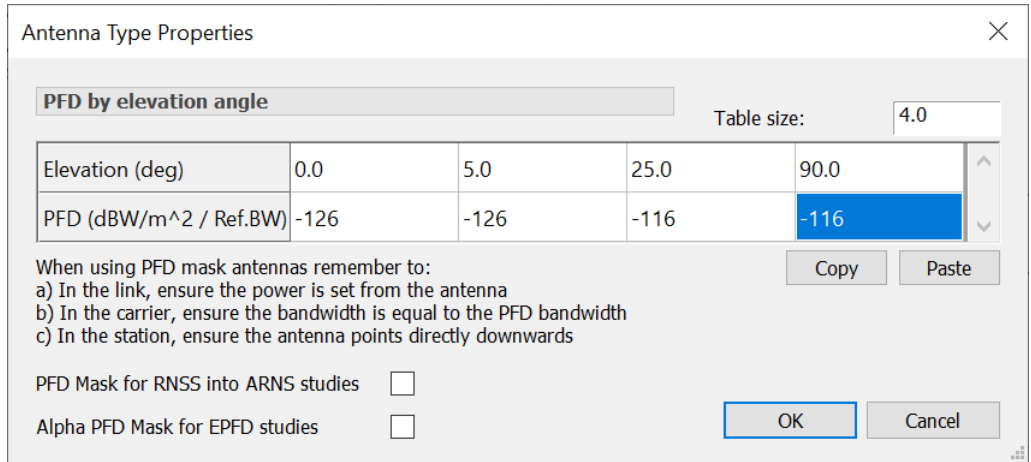 Antenna Type Properties
PFD by elevation angle
Table size: 4.0
Elevation (deg) 0.0 5.0 25.0 90.0
PFD (dBW/m^2 / Ref.BW) -126 -126 -116 -116
When using PFD mask antennas remember to:
a) In the link, ensure the power is set from the antenna
b) In the carrier, ensure the bandwidth is equal to the PFD bandwidth
c) In the station, ensure the antenna points directly downwards
Copy Paste
PFD Mask for RNSS into ARNS studies
Alpha PFD Mask for EPFD studies
OK Cancel